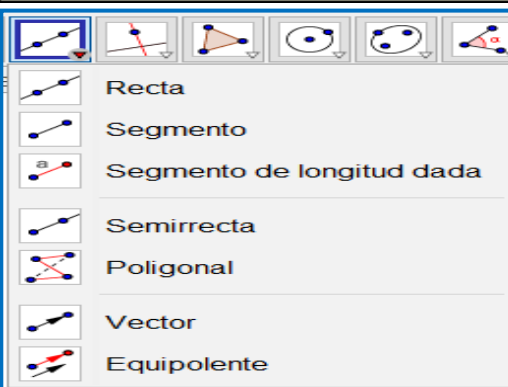 Recta
Segmento
a
Segmento de longitud dada
Semirrecta
Poligonal
Vector
Equipolente